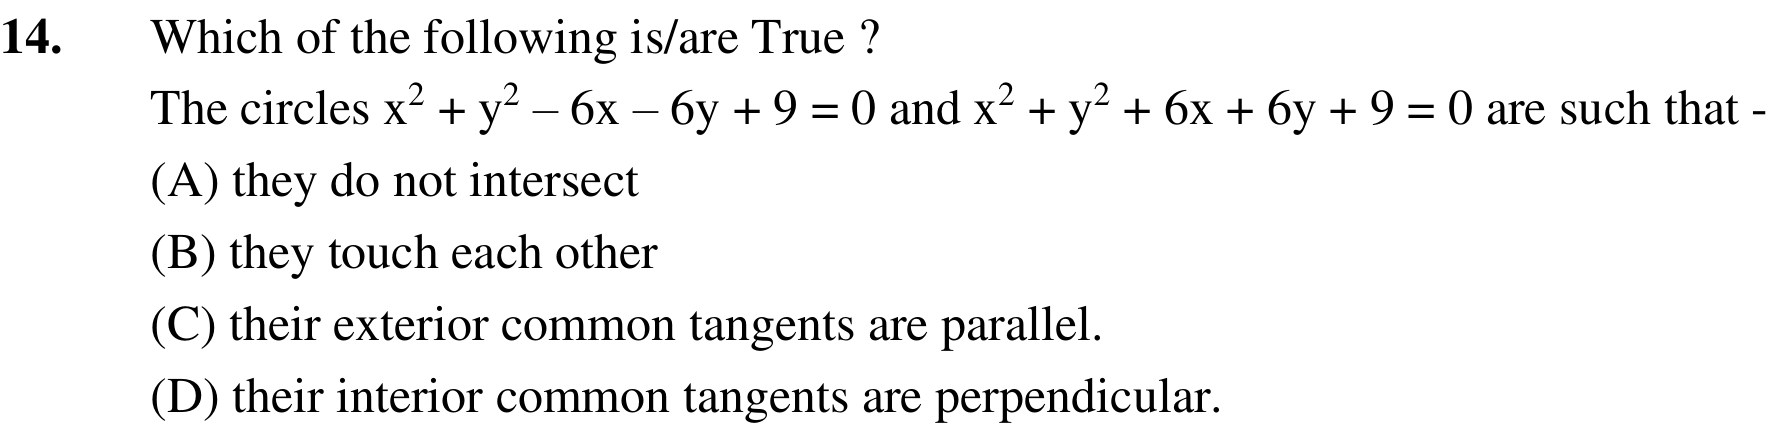 14. Which of the following is/are True ?
The circles x² + y² – 6x – 6y + 9 = 0 and x² + y² + 6x + 6y + 9 = 0 are such that -
(A) they do not intersect
(B) they touch each other
(C) their exterior common tangents are parallel.
(D) their interior common tangents are perpendicular.